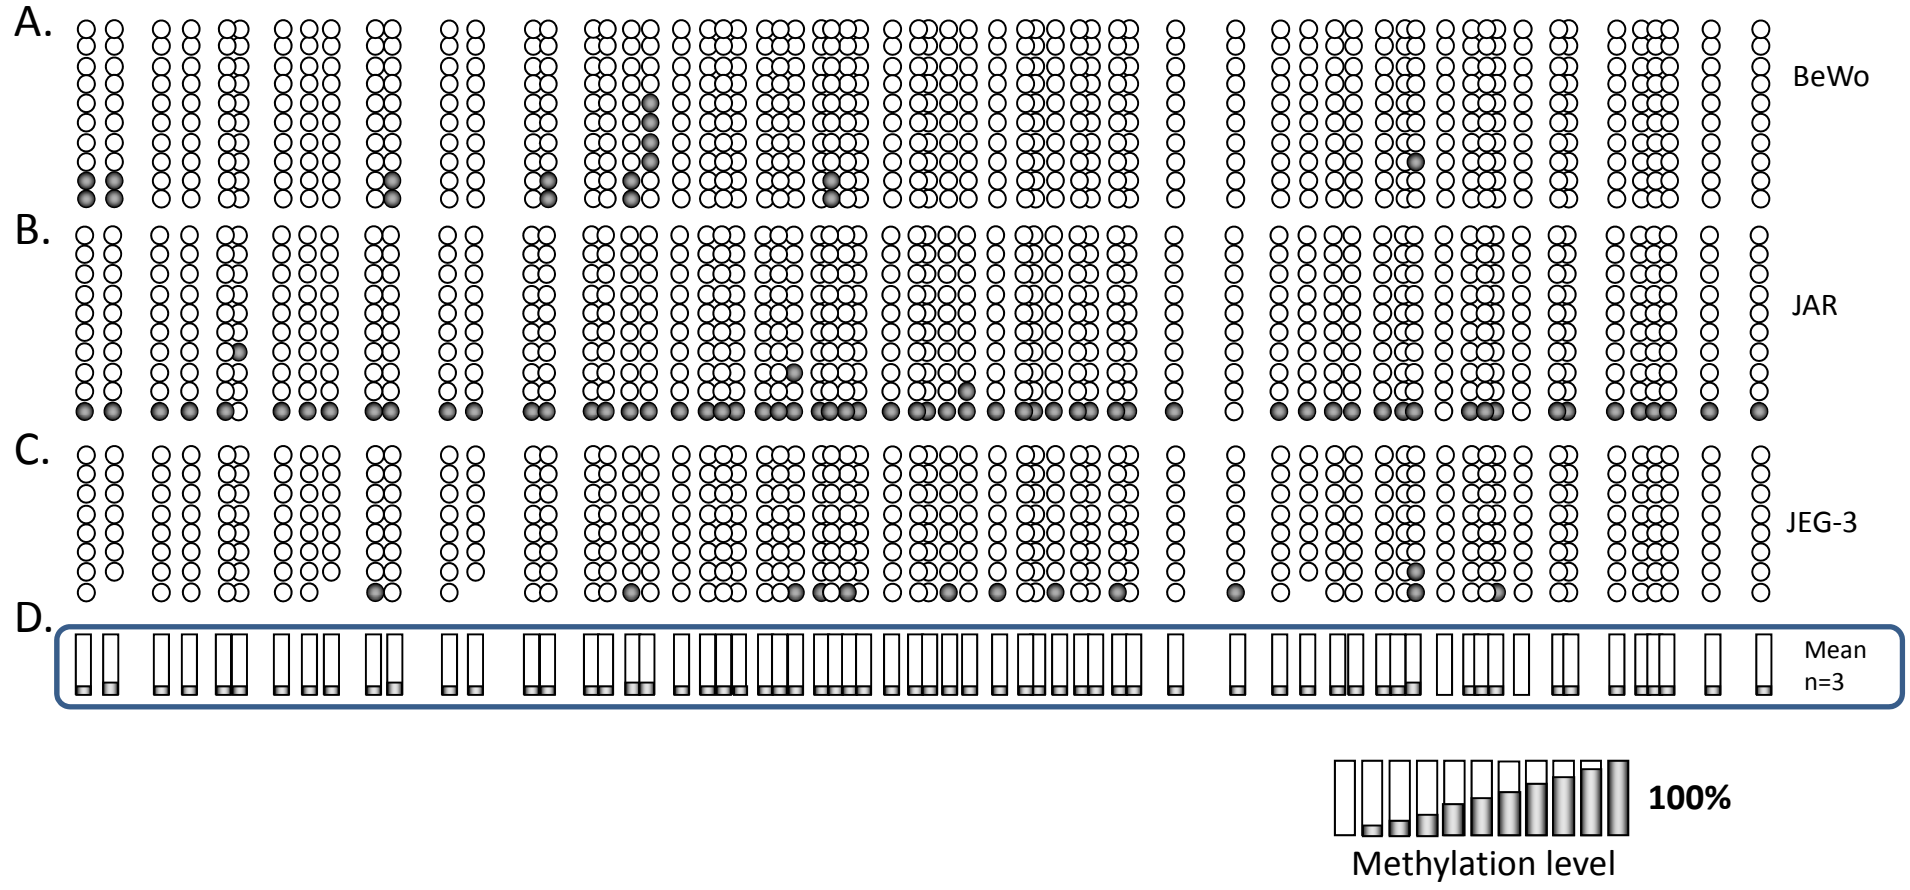 A.
BeWo
B.
JAR
C.
JEG-3
D.
Mean
n=3
100%
Methylation level